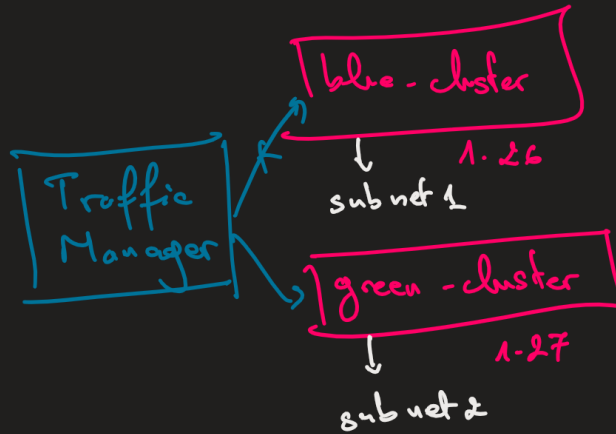 blue-cluster
1.26
subnet 1
Traffic
Manager
green-cluster
1.27
subnet 2